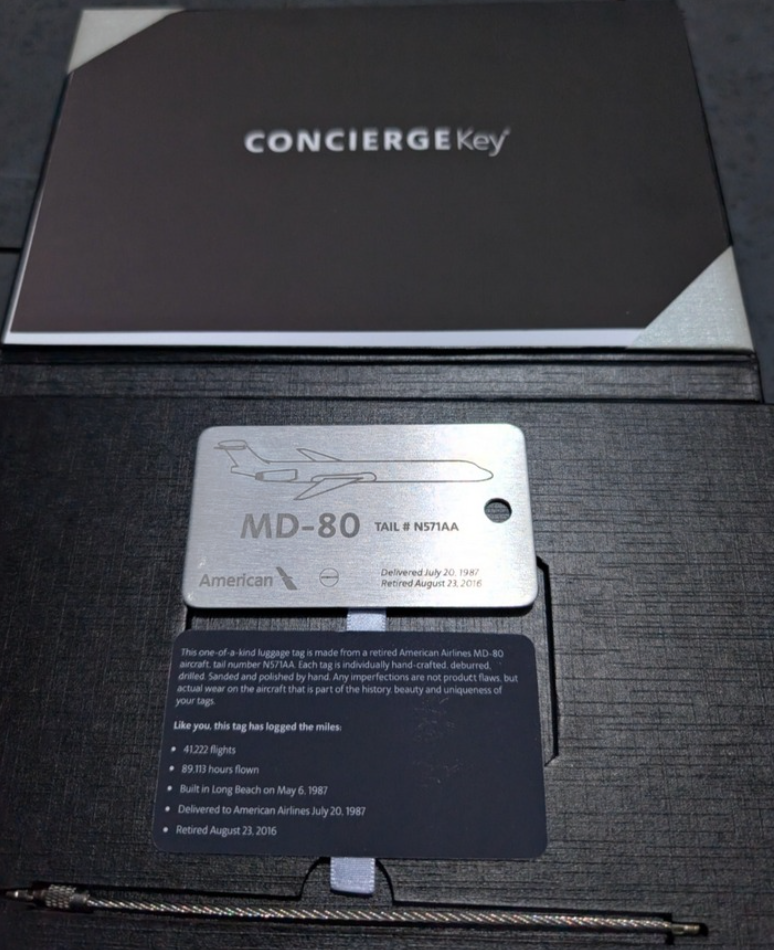 CONCIERGEKey®
MD-80 TAIL # N571AA
American
Delivered July 20, 1987
Retired August 23, 2016
This one-of-a-kind luggage tag is made from a retired American Airlines MD-80
aircraft, tail number N571AA. Each tag is individually hand-crafted, deburred,
drilled. Sanded and polished by hand. Any imperfections are not product flaws, but
actual wear on the aircraft that is part of the history, beauty and uniqueness of
your tags.
Like you, this tag has logged the miles:
• 41,222 flights
• 89,113 hours flown
• Built in Long Beach on May 6, 1987
• Delivered to American Airlines July 20, 1987
• Retired August 23, 2016